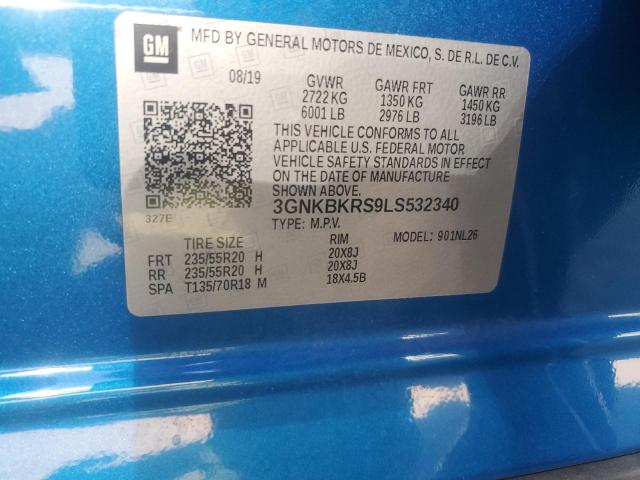 GM
MFD BY GENERAL MOTORS DE MEXICO, S. DE R.L. DE C.V.
08/19 GVWR GAWR FRT GAWR RR
2722 KG 1350 KG 1450 KG
6001 LB 2976 LB 3196 LB
THIS VEHICLE CONFORMS TO ALL
APPLICABLE U.S. FEDERAL MOTOR
VEHICLE SAFETY STANDARDS IN EFFECT
ON THE DATE OF MANUFACTURE
SHOWN ABOVE.
327E
3GNKBKRS9LS532340
TYPE: M.P.V. MODEL: 901NL26
TIRE SIZE RIM
FRT 235/55R20 H 20X8J
RR 235/55R20 H 20X8J
SPA T135/70R18 M 18X4.5B